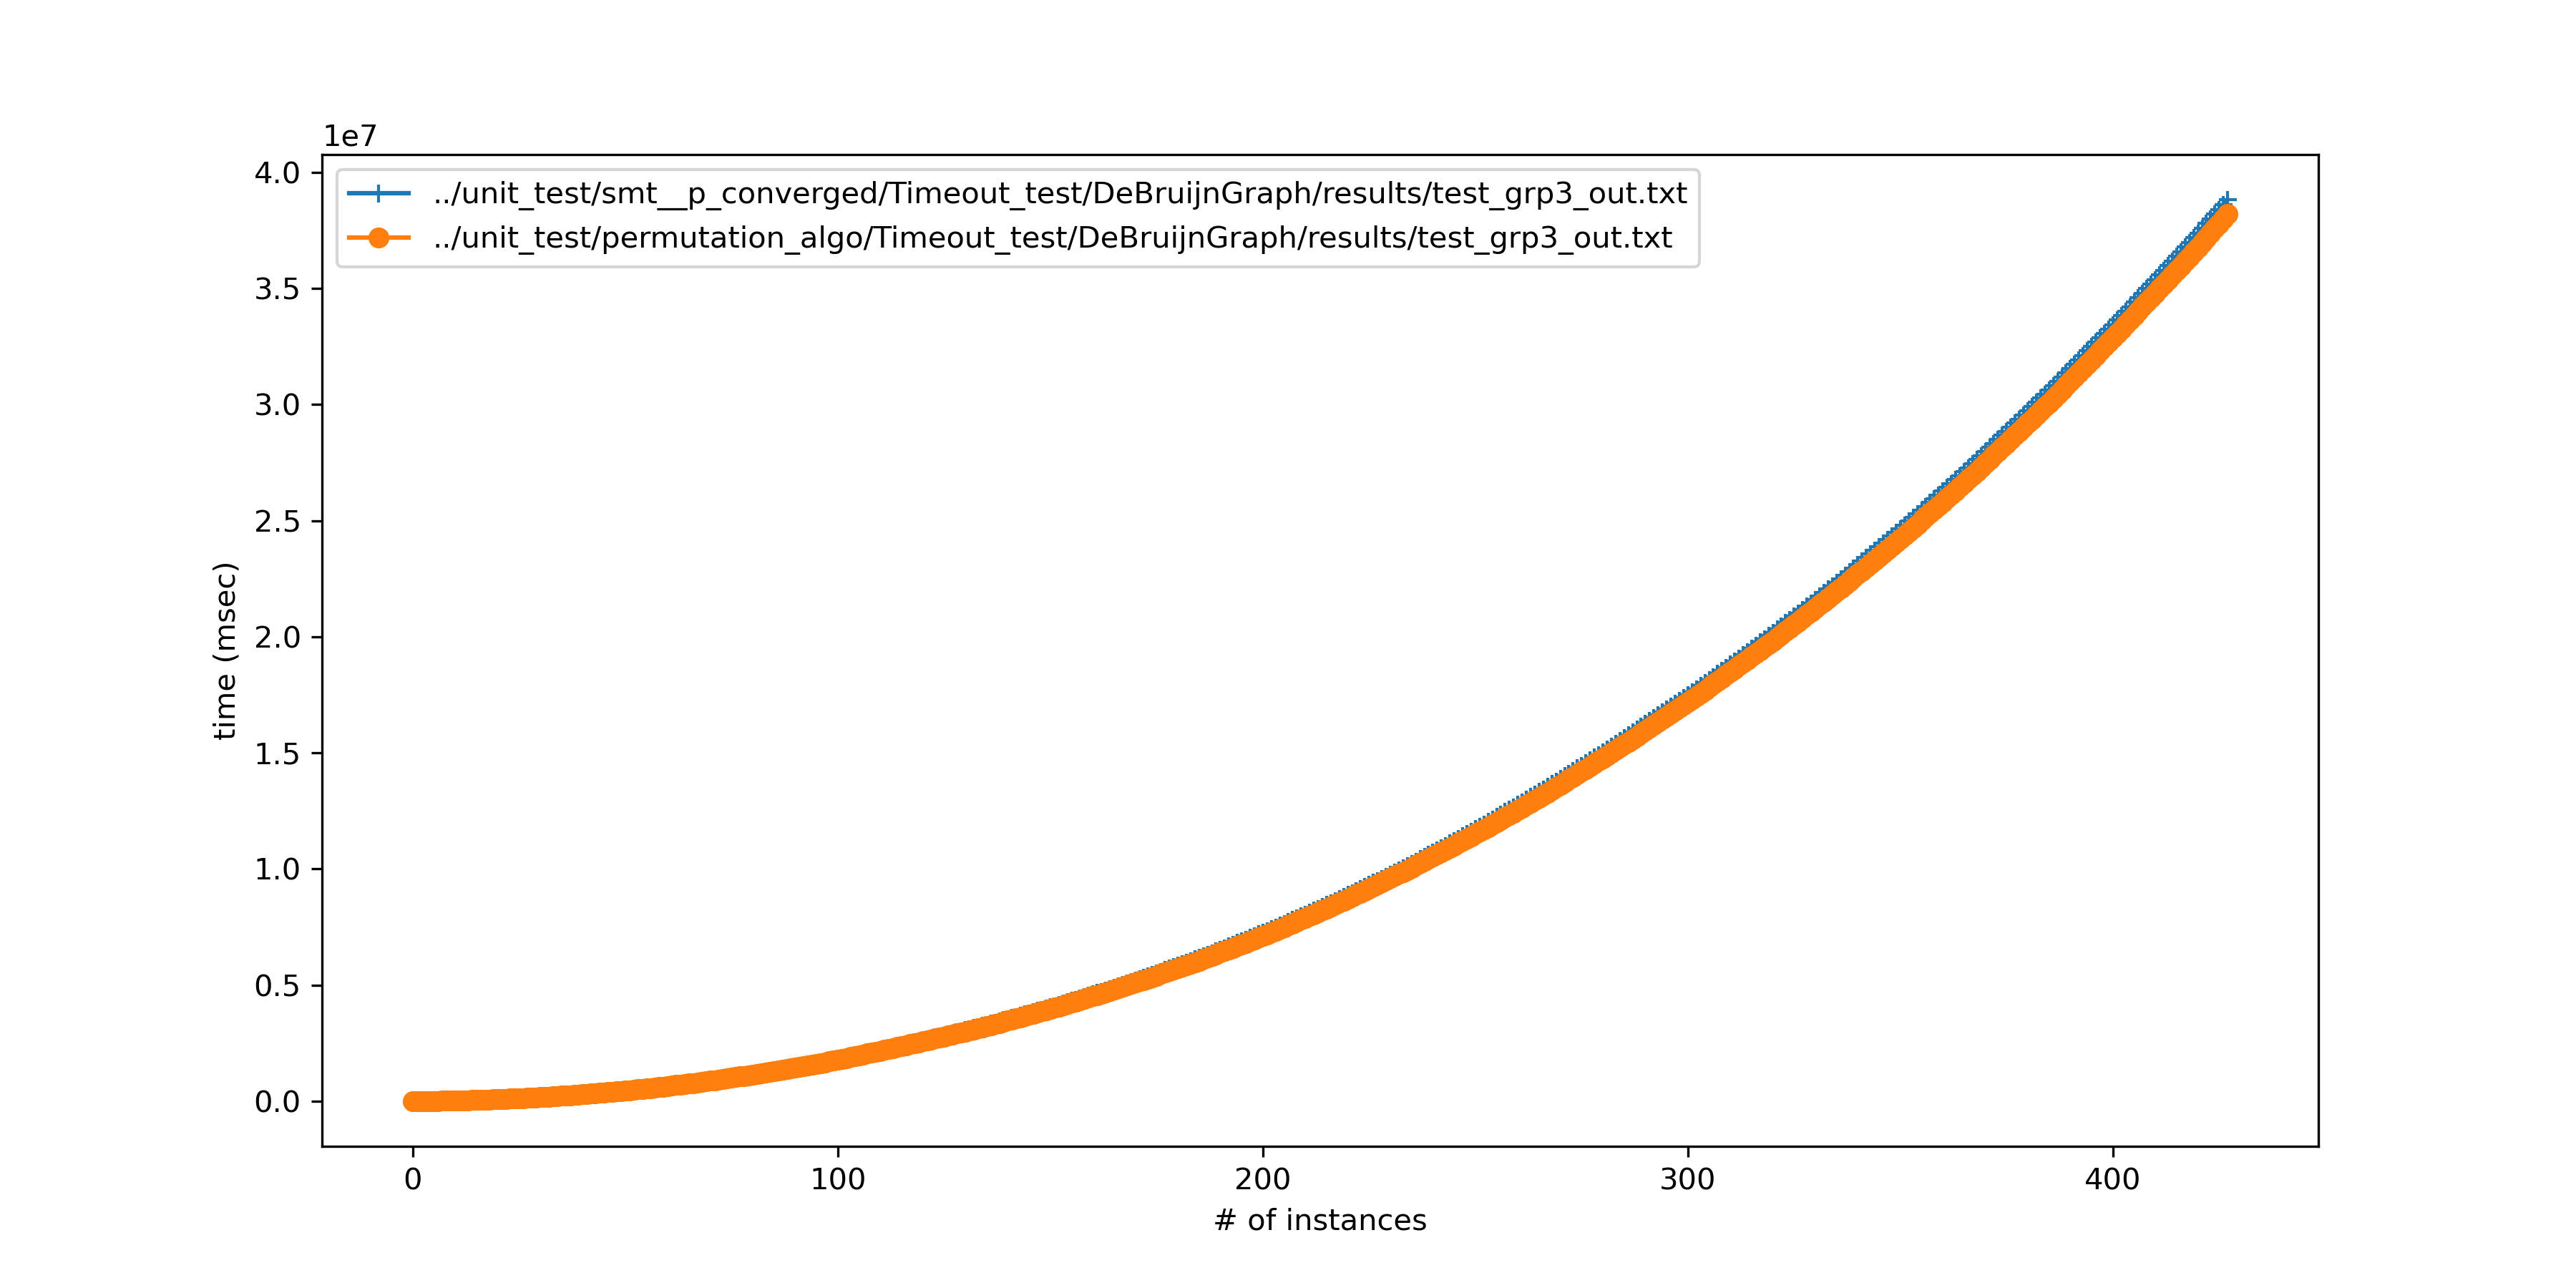 1e7
4.0
3.5
3.0
2.5
2.0
1.5
1.0
0.5
0.0
time (msec)
../unit_test/smt__p_converged/Timeout_test/DeBruijnGraph/results/test_grp3_out.txt
../unit_test/permutation_algo/Timeout_test/DeBruijnGraph/results/test_grp3_out.txt
0 100 200 300 400
# of instances